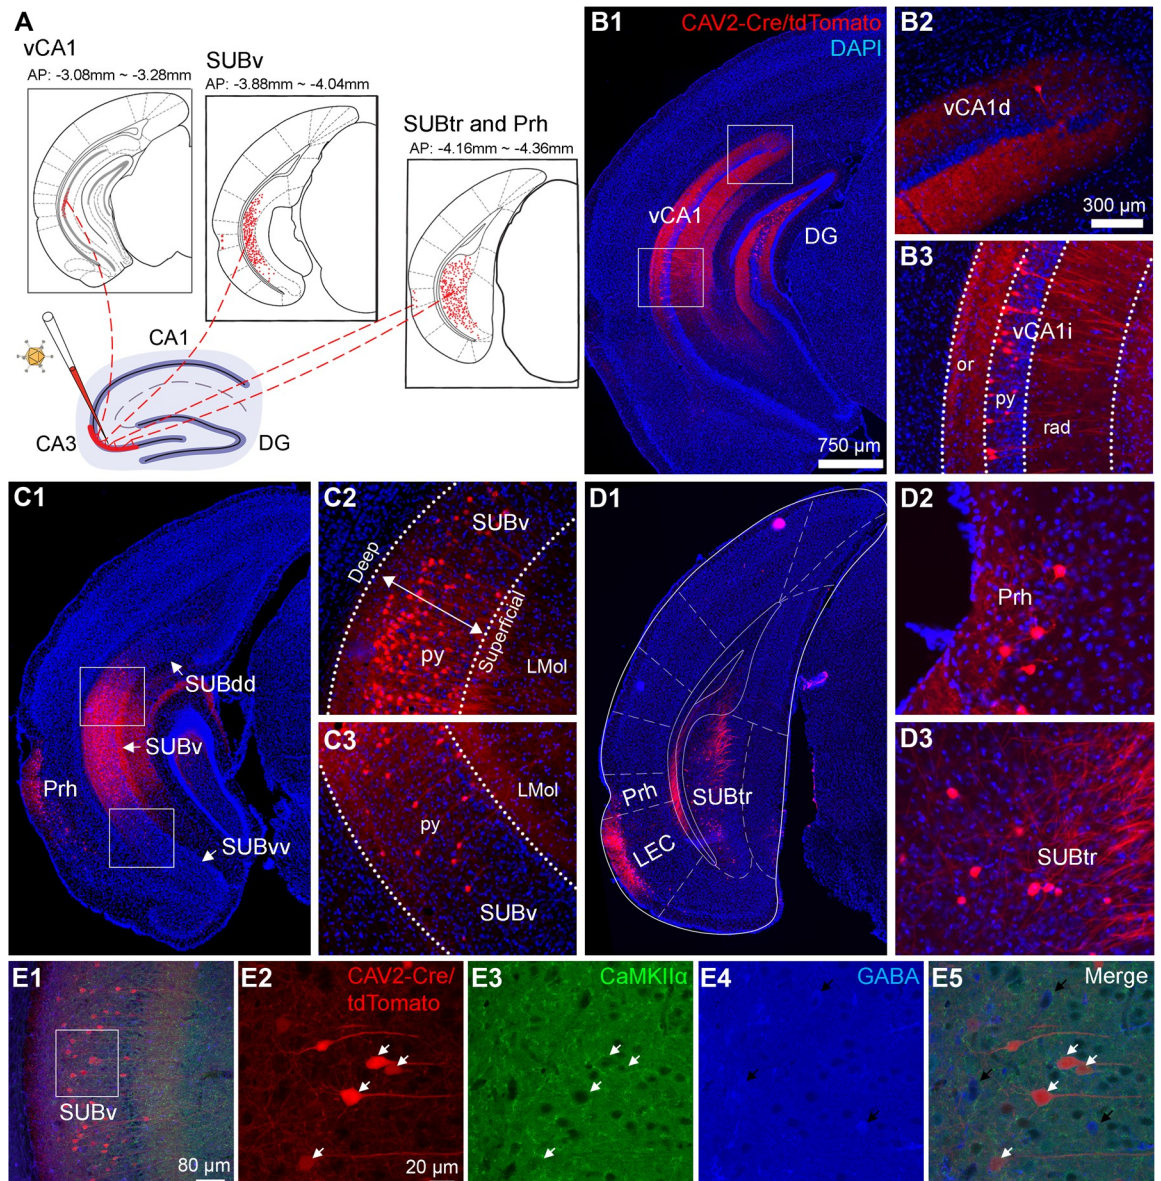 A
vCA1
AP: -3.08mm ~ -3.28mm
SUBv
AP: -3.88mm ~ -4.04mm
SUBtr and Prh
AP: -4.16mm ~ -4.36mm
CA1
CA3
DG
B1
CAV2-Cre/tdTomato
DAPI
vCA1
DG
750 µm
B2
vCA1d
300 µm
B3
vCA1i
or
py
rad
C1
SUBdd
SUBv
Prh
SUBvv
C2
SUBv
Deep
Superficial
py
LMol
C3
LMol
py
SUBv
D1
Prh
SUBtr
LEC
D2
Prh
D3
SUBtr
E1
SUBv
80 µm
E2
CAV2-Cre/
tdTomato
20 µm
E3
CaMKIIα
E4
GABA
E5
Merge